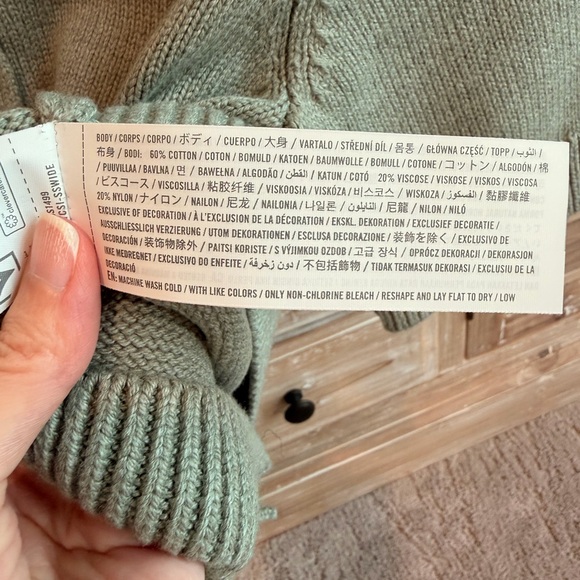 BODY / CORPS / CORPO / ボディ / CUERPO / 大身 / VARTALO / STŘEDNÍ DÍL / 몸통 / GŁÓWNA CZĘŚĆ / TOPP / الثوب /
布身 / BODI: 60% COTTON / COTON / BOMULD / KATOEN / BAUMWOLLE / BOMULL / COTONE / コットン / ALGODÓN / 棉
/ PUUVILLAA / BAVLNA / 면 / BAWEŁNA / ALGODÃO / القطن / KATUN / COTÓ 20% VISCOSE / VISKOSE / VISKOS / VISCOSA
/ ビスコース / VISCOSILLA / 粘胶纤维 / VISKOOSIA / VISKÓZA / 비스코스 / WISKOZA / الفسكوز / 黏膠纖維
20% NYLON / ナイロン / NAILON / 尼龙 / NAILONIA / 나일론 / النايلون / 尼龍 / NILON / NILÓ
EXCLUSIVE OF DECORATION / À L'EXCLUSION DE LA DÉCORATION / EKSKL. DEKORATION / EXCLUSIEF DECORATIE /
AUSSCHLIESSLICH VERZIERUNG / UTOM DEKORATIONEN / ESCLUSA DECORAZIONE / 装飾を除く / EXCLUSIVO DE
DECORACIÓN / 装饰物除外 / PAITSI KORISTE / S VÝJIMKOU OZDOB / 고급 장식 / OPRÓCZ DEKORACJI / DEKORASJON
IKKE MEDREGNET / EXCLUSIVO DO ENFEITE / دون زخرفة / 不包括飾物 / TIDAK TERMASUK DEKORASI / EXCLUSIU DE LA
DECORACIÓ
EN: MACHINE WASH COLD / WITH LIKE COLORS / ONLY NON-CHLORINE BLEACH / RESHAPE AND LAY FLAT TO DRY / LOW